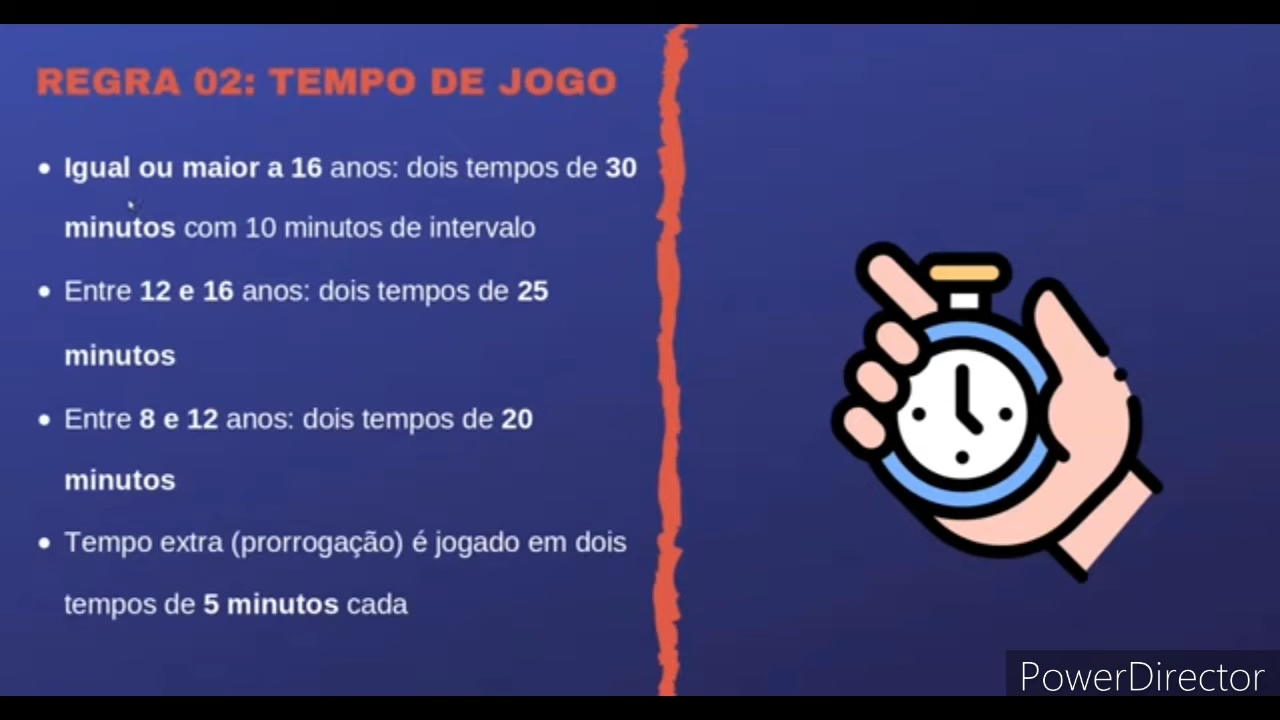 REGRA 02: TEMPO DE JOGO
• Igual ou maior a 16 anos: dois tempos de 30
minutos com 10 minutos de intervalo
• Entre 12 e 16 anos: dois tempos de 25
minutos
• Entre 8 e 12 anos: dois tempos de 20
minutos
• Tempo extra (prorrogação) é jogado em dois
tempos de 5 minutos cada
PowerDirector